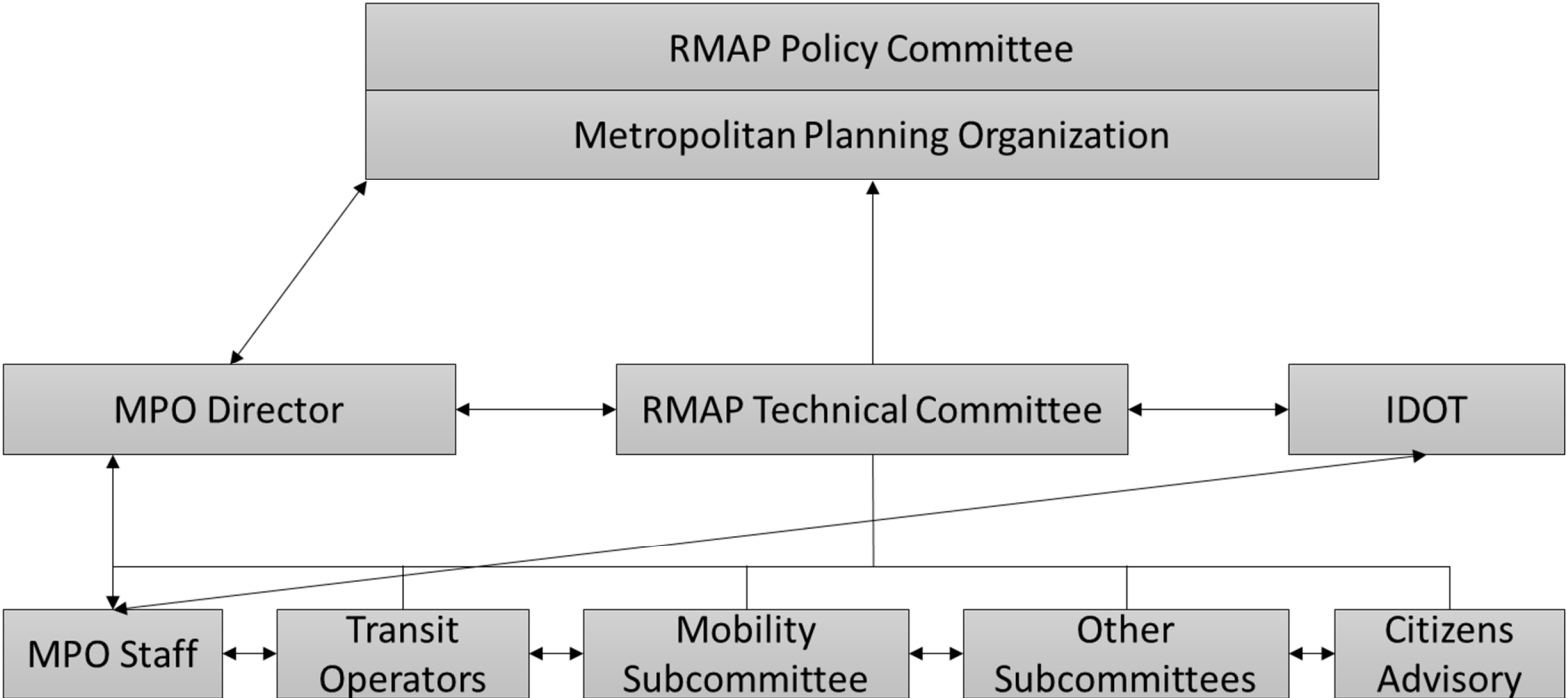 RMAP Policy Committee
Metropolitan Planning Organization
MPO Director
RMAP Technical Committee
IDOT
MPO Staff
Transit
Operators
Mobility
Subcommittee
Other
Subcommittees
Citizens
Advisory